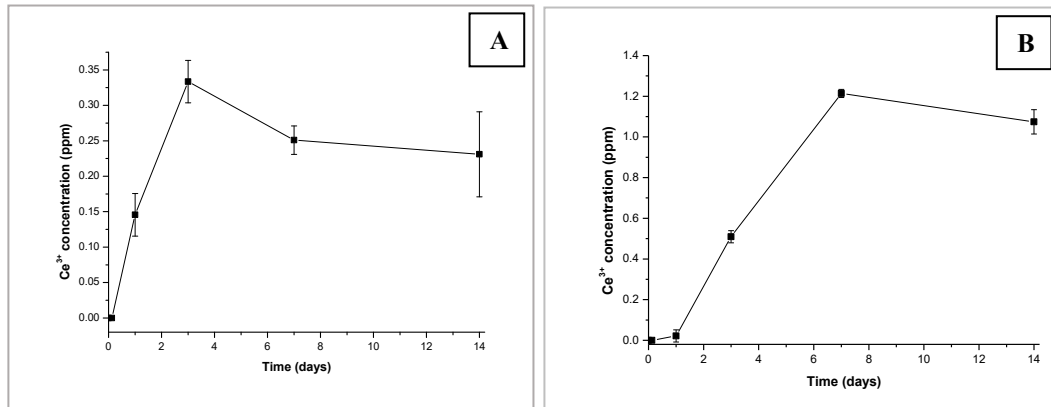 A
Ce³⁺ concentration (ppm)
0.35
0.30
0.25
0.20
0.15
0.10
0.05
0.00
0 2 4 6 8 10 12 14
Time (days)
B
Ce³⁺ concentration (ppm)
1.4
1.2
1.0
0.8
0.6
0.4
0.2
0.0
0 2 4 6 8 10 12 14
Time (days)